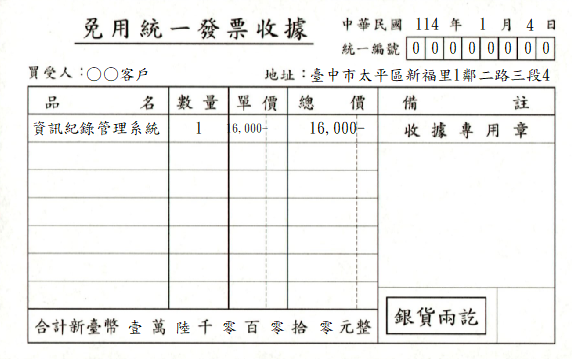 免用統一發票收據
中華民國 114 年 1 月 4 日
統一編號 0 0 0 0 0 0 0 0
買受人：○○客戶 地址：臺中市太平區新福里1鄰二路三段4
品名 數量 單價 總價 備註
資訊紀錄管理系統 1 16,000- 16,000- 收據專用章
銀貨兩訖
合計新臺幣 壹 萬 陸 千 零 百 零 拾 零 元整